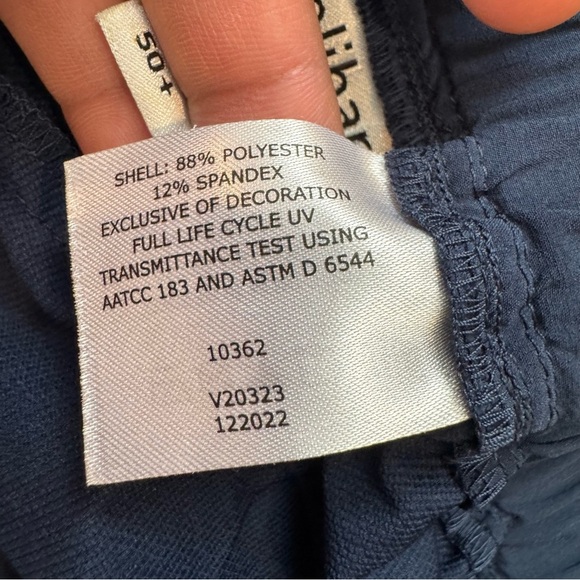 50+
SHELL: 88% POLYESTER
12% SPANDEX
EXCLUSIVE OF DECORATION
FULL LIFE CYCLE UV
TRANSMITTANCE TEST USING
AATCC 183 AND ASTM D 6544
10362
V20323
122022